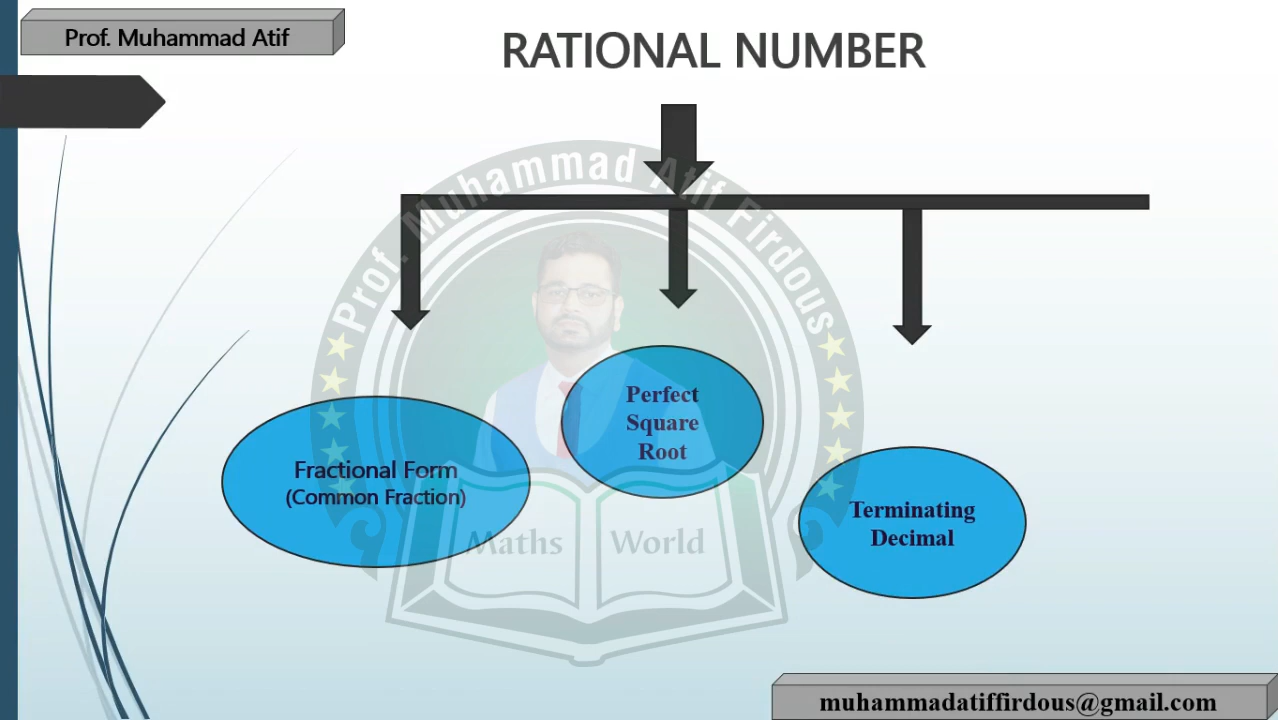 Prof. Muhammad Atif
RATIONAL NUMBER
Prof. Muhammad Atif Firdous
Perfect
Square
Root
Fractional Form
(Common Fraction)
Terminating
Decimal
Maths World
muhammadatiffirdous@gmail.com